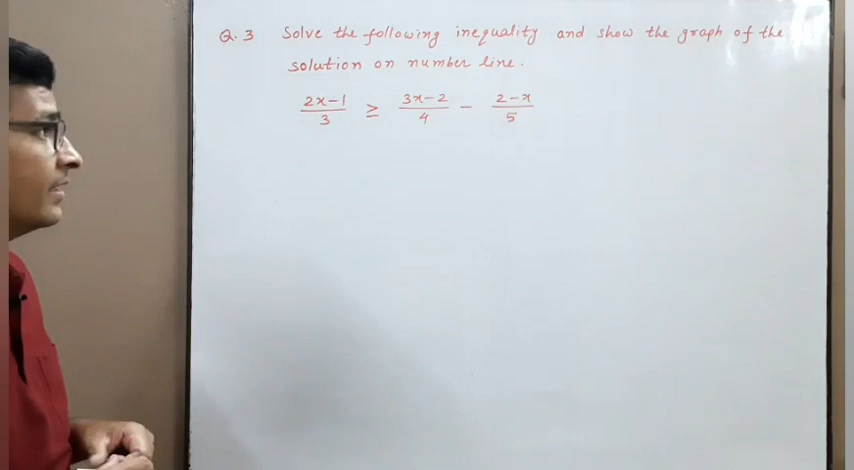 Q.3 Solve the following inequality and show the graph of the
solution on number line.
(2x-1)/3 ≥ (3x-2)/4 - (2-x)/5